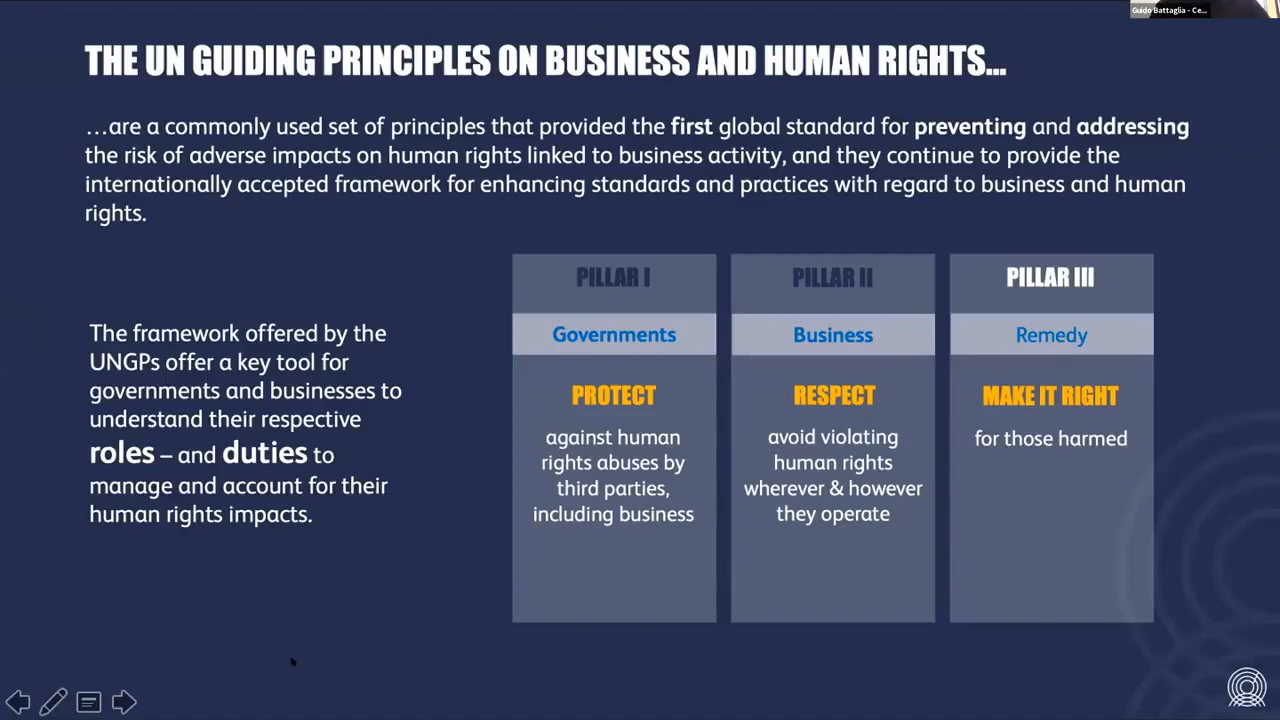 Guido Battaglia - Ce...
THE UN GUIDING PRINCIPLES ON BUSINESS AND HUMAN RIGHTS...
...are a commonly used set of principles that provided the first global standard for preventing and addressing
the risk of adverse impacts on human rights linked to business activity, and they continue to provide the
internationally accepted framework for enhancing standards and practices with regard to business and human
rights.
The framework offered by the
UNGPs offer a key tool for
governments and businesses to
understand their respective
roles – and duties to
manage and account for their
human rights impacts.
PILLAR I
Governments
PROTECT
against human
rights abuses by
third parties,
including business
PILLAR II
Business
RESPECT
avoid violating
human rights
wherever & however
they operate
PILLAR III
Remedy
MAKE IT RIGHT
for those harmed